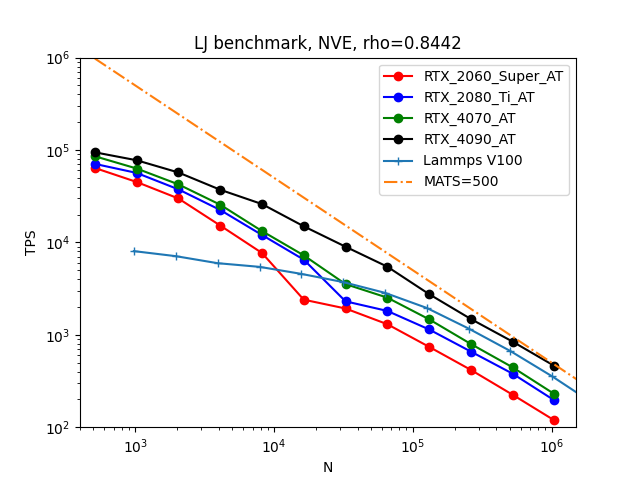 LJ benchmark, NVE, rho=0.8442
RTX_2060_Super_AT
RTX_2080_Ti_AT
RTX_4070_AT
RTX_4090_AT
Lammps V100
MATS=500
TPS
10⁶
10⁵
10⁴
10³
10²
10³
10⁴
10⁵
10⁶
N